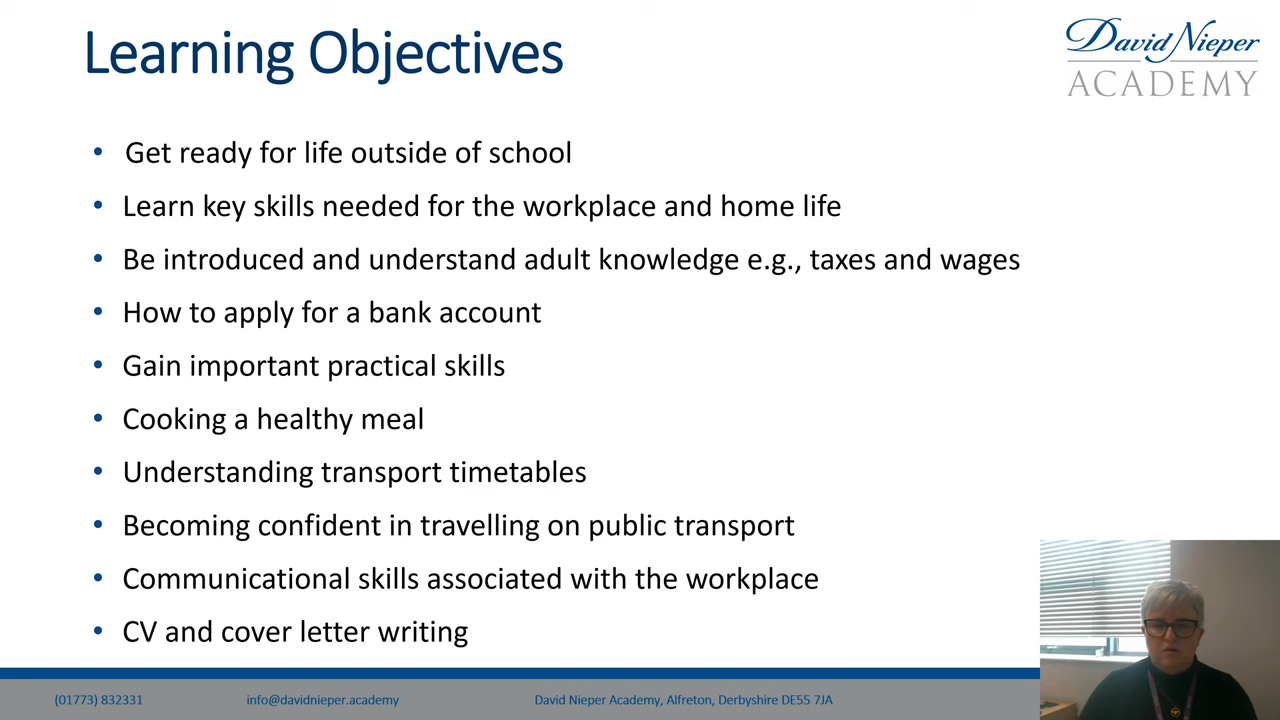 Learning Objectives
David Nieper
ACADEMY
• Get ready for life outside of school
• Learn key skills needed for the workplace and home life
• Be introduced and understand adult knowledge e.g., taxes and wages
• How to apply for a bank account
• Gain important practical skills
• Cooking a healthy meal
• Understanding transport timetables
• Becoming confident in travelling on public transport
• Communicational skills associated with the workplace
• CV and cover letter writing
(01773) 832331 info@davidnieper.academy David Nieper Academy, Alfreton, Derbyshire DE55 7JA